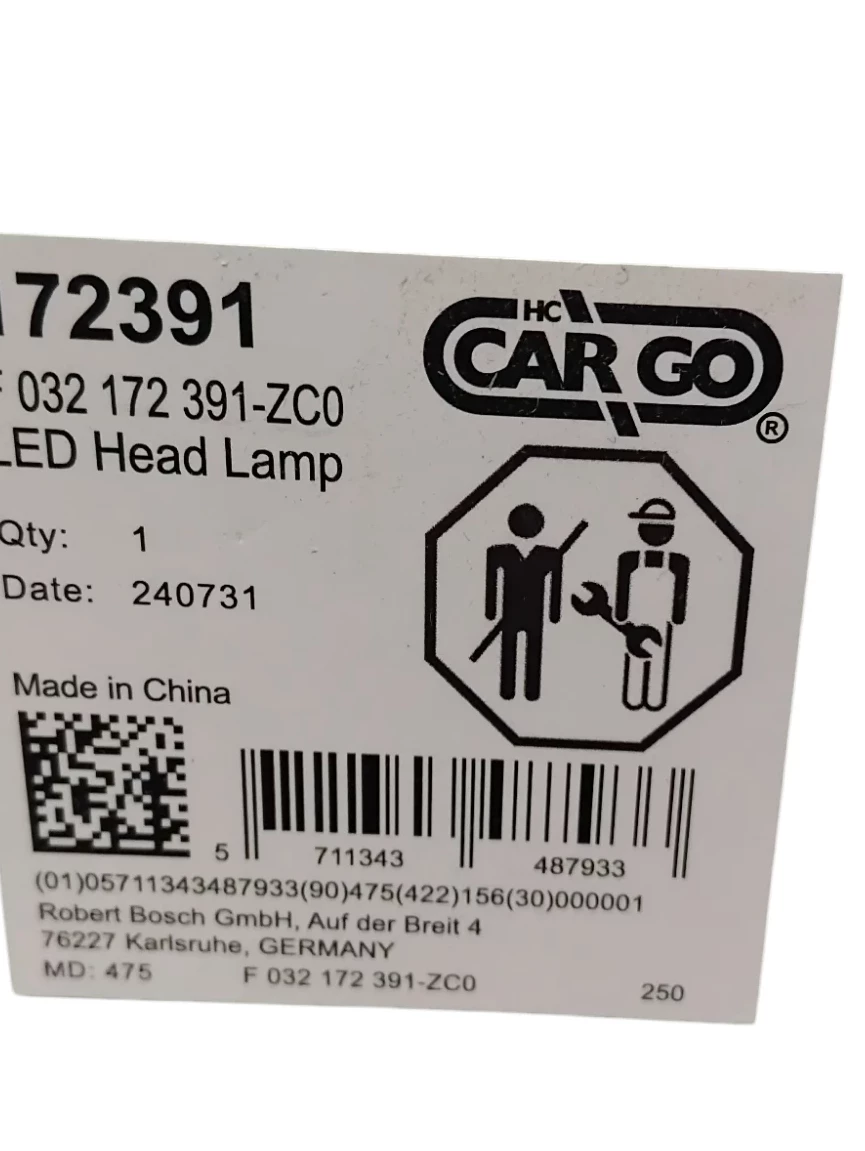 172391
HC
CARGO
®
F 032 172 391-ZC0
LED Head Lamp
Qty: 1
Date: 240731
Made in China
5 711343 487933
(01)05711343487933(90)475(422)156(30)000001
Robert Bosch GmbH, Auf der Breit 4
76227 Karlsruhe, GERMANY
MD: 475 F 032 172 391-ZC0 250